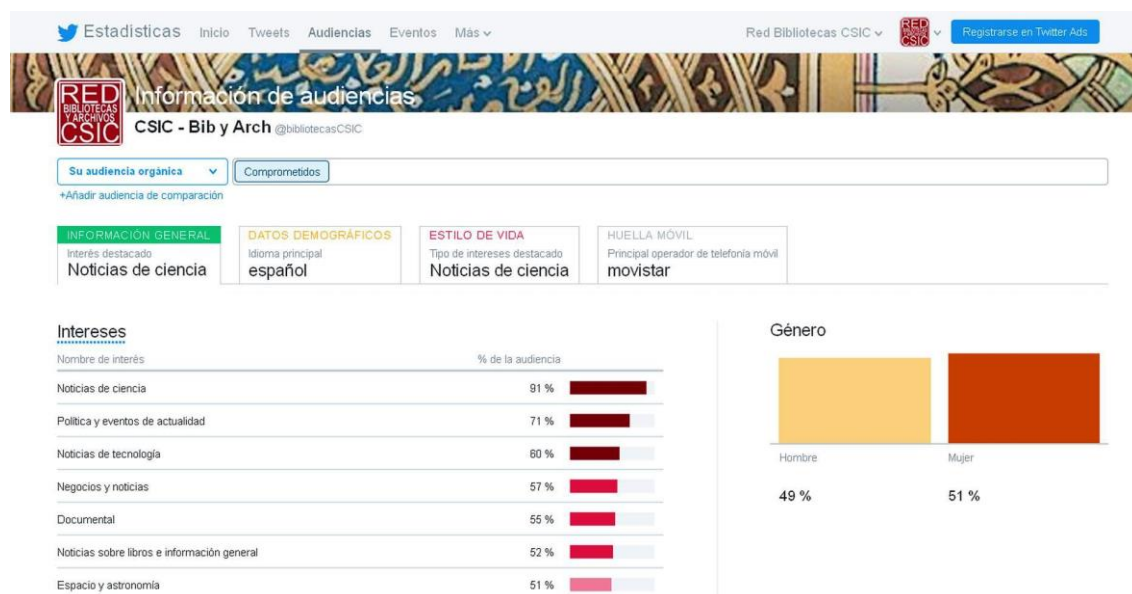 Estadísticas Inicio Tweets Audiencias Eventos Más Red Bibliotecas CSIC Registrarse en Twitter Ads
RED
BIBLIOTECAS
Y ARCHIVOS
CSIC
Información de audiencias
CSIC - Bib y Arch @bibliotecasCSIC
Su audiencia orgánica Comprometidos
+Añadir audiencia de comparación
INFORMACIÓN GENERAL DATOS DEMOGRÁFICOS ESTILO DE VIDA HUELLA MÓVIL
Interés destacado Idioma principal Tipo de intereses destacado Principal operador de telefonía móvil
Noticias de ciencia español Noticias de ciencia movistar
Intereses
Nombre de interés % de la audiencia
Noticias de ciencia 91 %
Política y eventos de actualidad 71 %
Noticias de tecnología 60 %
Negocios y noticias 57 %
Documental 55 %
Noticias sobre libros e información general 52 %
Espacio y astronomía 51 %
Género
Hombre Mujer
49 % 51 %